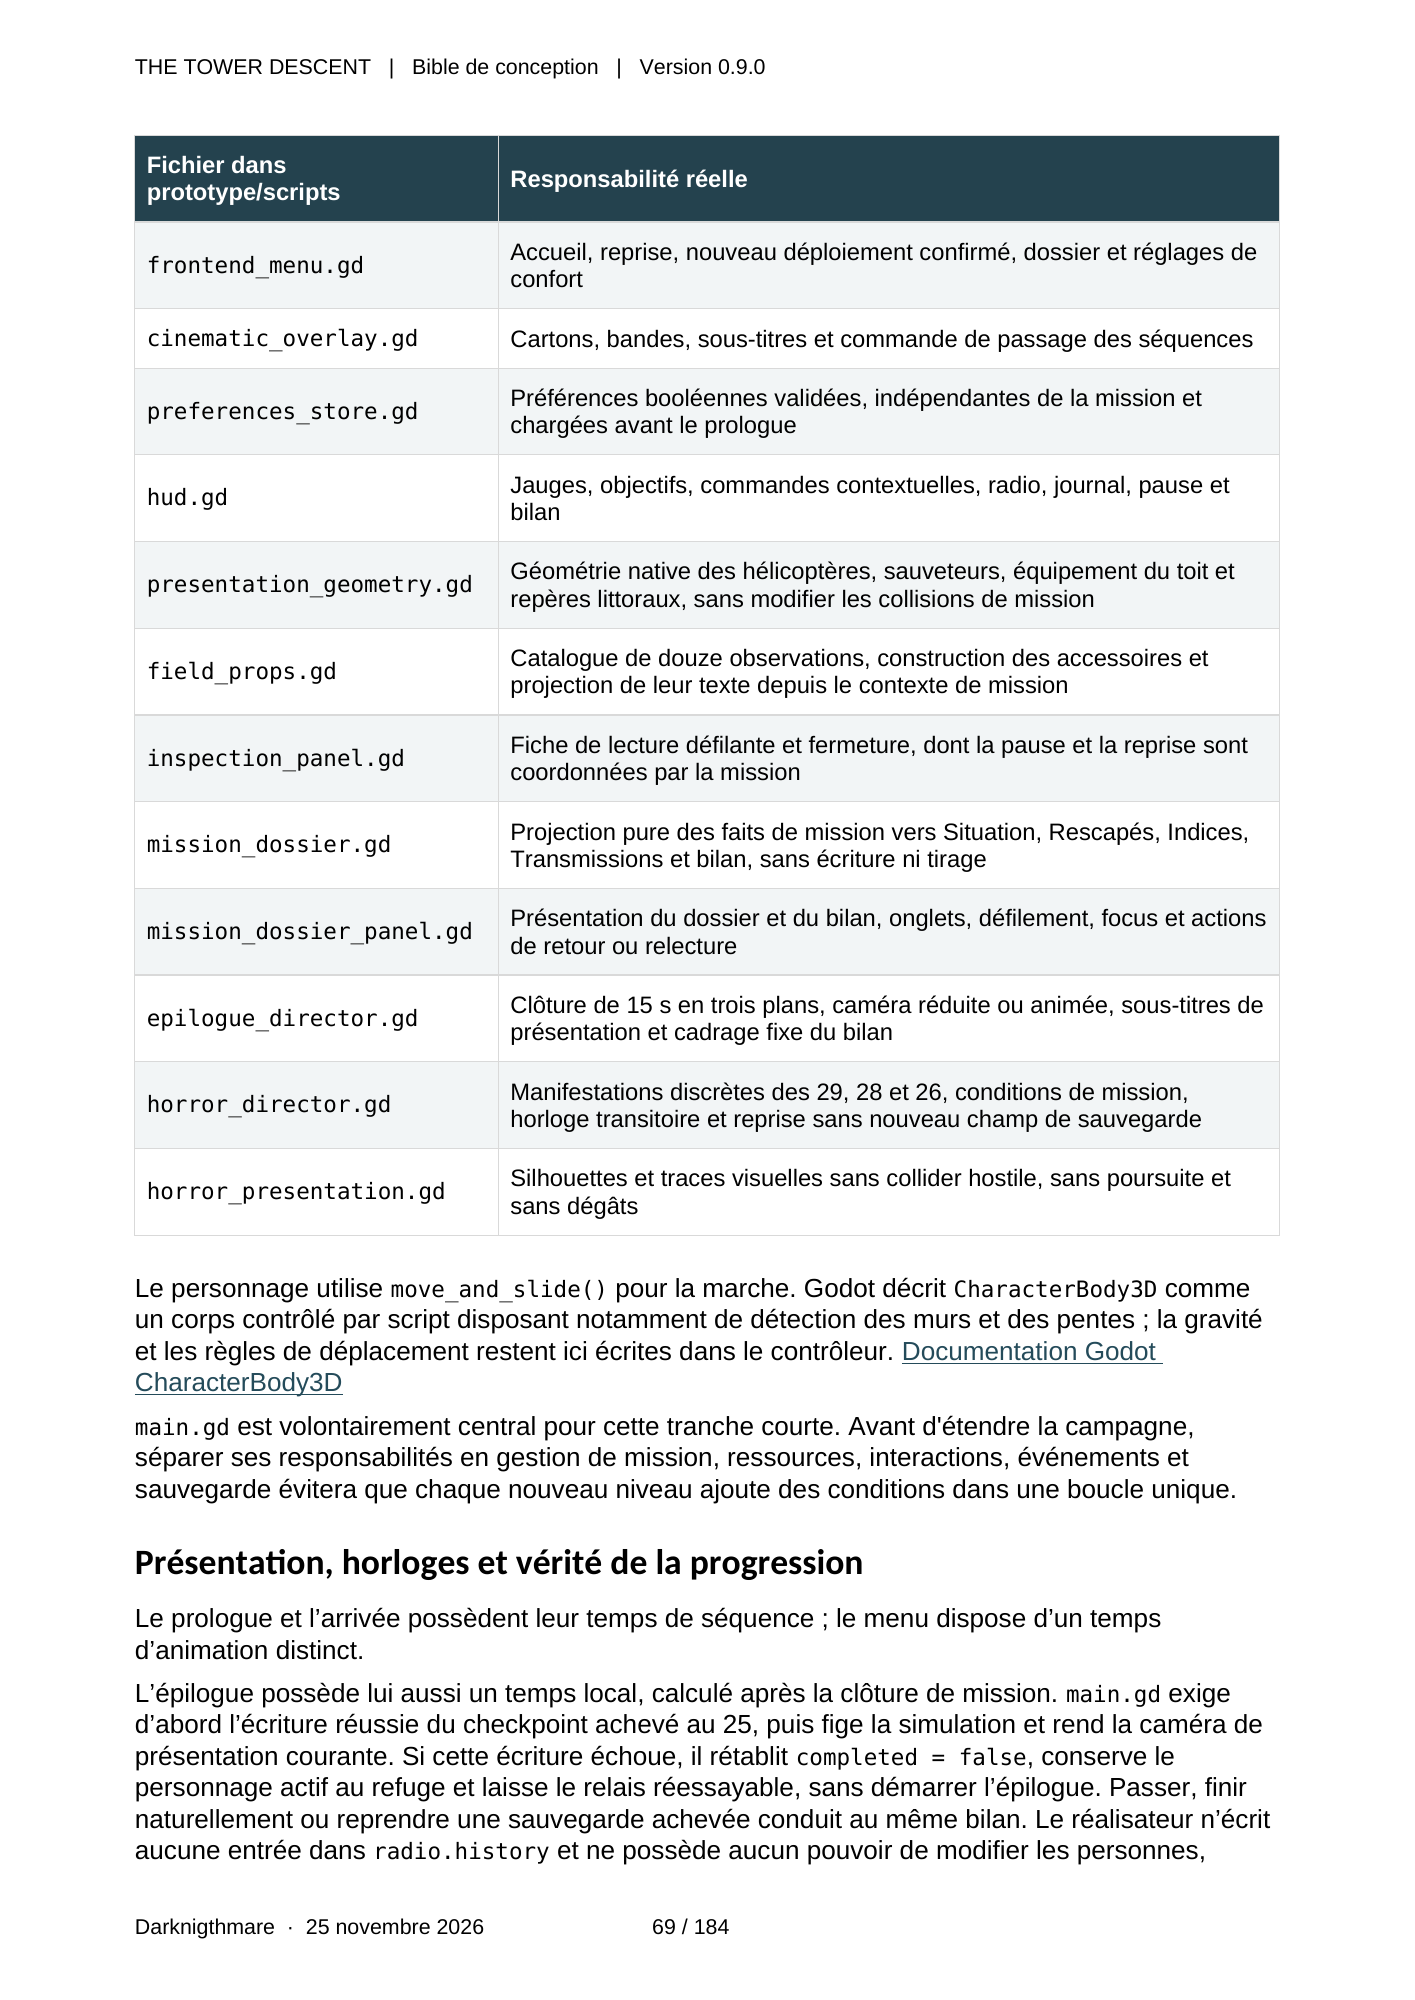 THE TOWER DESCENT | Bible de conception | Version 0.9.0
Fichier dans
prototype/scripts
Responsabilité réelle
frontend_menu.gd
Accueil, reprise, nouveau déploiement confirmé, dossier et réglages de
confort
cinematic_overlay.gd
Cartons, bandes, sous-titres et commande de passage des séquences
preferences_store.gd
Préférences booléennes validées, indépendantes de la mission et
chargées avant le prologue
hud.gd
Jauges, objectifs, commandes contextuelles, radio, journal, pause et
bilan
presentation_geometry.gd
Géométrie native des hélicoptères, sauveteurs, équipement du toit et
repères littoraux, sans modifier les collisions de mission
field_props.gd
Catalogue de douze observations, construction des accessoires et
projection de leur texte depuis le contexte de mission
inspection_panel.gd
Fiche de lecture défilante et fermeture, dont la pause et la reprise sont
coordonnées par la mission
mission_dossier.gd
Projection pure des faits de mission vers Situation, Rescapés, Indices,
Transmissions et bilan, sans écriture ni tirage
mission_dossier_panel.gd
Présentation du dossier et du bilan, onglets, défilement, focus et actions
de retour ou relecture
epilogue_director.gd
Clôture de 15 s en trois plans, caméra réduite ou animée, sous-titres de
présentation et cadrage fixe du bilan
horror_director.gd
Manifestations discrètes des 29, 28 et 26, conditions de mission,
horloge transitoire et reprise sans nouveau champ de sauvegarde
horror_presentation.gd
Silhouettes et traces visuelles sans collider hostile, sans poursuite et
sans dégâts
Le personnage utilise move_and_slide() pour la marche. Godot décrit CharacterBody3D comme
un corps contrôlé par script disposant notamment de détection des murs et des pentes ; la gravité
et les règles de déplacement restent ici écrites dans le contrôleur. Documentation Godot
CharacterBody3D
main.gd est volontairement central pour cette tranche courte. Avant d'étendre la campagne,
séparer ses responsabilités en gestion de mission, ressources, interactions, événements et
sauvegarde évitera que chaque nouveau niveau ajoute des conditions dans une boucle unique.
Présentation, horloges et vérité de la progression
Le prologue et l’arrivée possèdent leur temps de séquence ; le menu dispose d’un temps
d’animation distinct.
L’épilogue possède lui aussi un temps local, calculé après la clôture de mission. main.gd exige
d’abord l’écriture réussie du checkpoint achevé au 25, puis fige la simulation et rend la caméra de
présentation courante. Si cette écriture échoue, il rétablit completed = false, conserve le
personnage actif au refuge et laisse le relais réessayable, sans démarrer l’épilogue. Passer, finir
naturellement ou reprendre une sauvegarde achevée conduit au même bilan. Le réalisateur n’écrit
aucune entrée dans radio.history et ne possède aucun pouvoir de modifier les personnes,
Darknigthmare · 25 novembre 2026
69 / 184